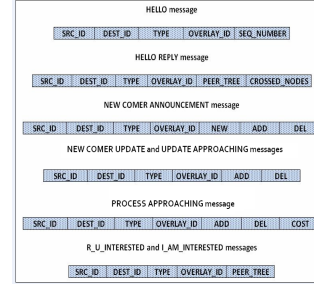 HELLO message
SRC_ID DEST_ID TYPE OVERLAY_ID SEQ_NUMBER
HELLO REPLY message
SRC_ID DEST_ID TYPE OVERLAY_ID PEER_TREE CROSSED_NODES
NEW COMER ANNOUNCEMENT message
SRC_ID DEST_ID TYPE OVERLAY_ID NEW ADD DEL
NEW COMER UPDATE and UPDATE APPROACHING messages
SRC_ID DEST_ID TYPE OVERLAY_ID ADD DEL
PROCESS APPROACHING message
SRC_ID DEST_ID TYPE OVERLAY_ID ADD DEL COST
R_U_INTERESTED and I_AM_INTERESTED messages
SRC_ID DEST_ID TYPE OVERLAY_ID PEER_TREE